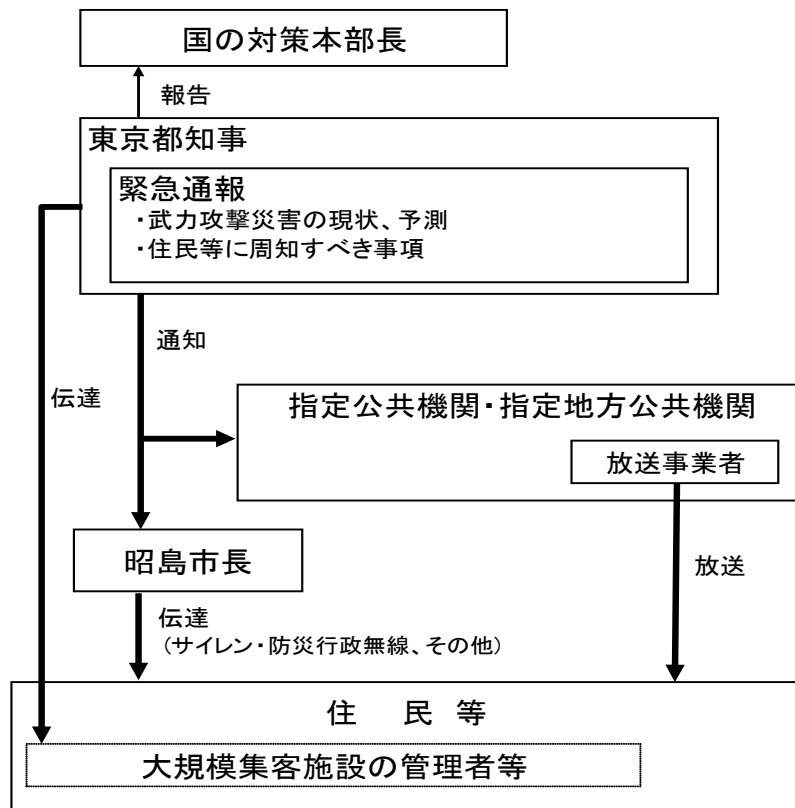 国の対策本部長
報告
東京都知事
緊急通報
・武力攻撃災害の現状、予測
・住民等に周知すべき事項
通知
伝達
指定公共機関・指定地方公共機関
放送事業者
昭島市長
放送
伝達
(サイレン・防災行政無線、その他)
住 民 等
大規模集客施設の管理者等